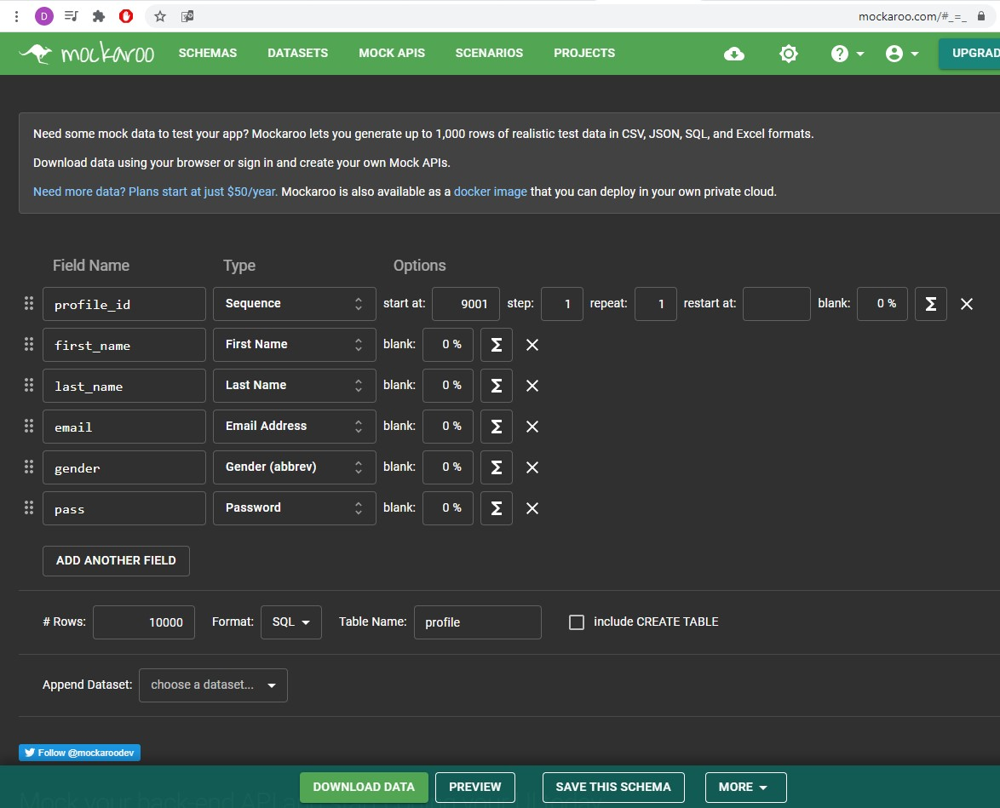 D
mockaroo.com/#_=_
mockaroo SCHEMAS DATASETS MOCK APIS SCENARIOS PROJECTS ? UPGRAD
Need some mock data to test your app? Mockaroo lets you generate up to 1,000 rows of realistic test data in CSV, JSON, SQL, and Excel formats.
Download data using your browser or sign in and create your own Mock APIs.
Need more data? Plans start at just $50/year. Mockaroo is also available as a docker image that you can deploy in your own private cloud.
Field Name Type Options
profile_id Sequence start at: 9001 step: 1 repeat: 1 restart at: blank: 0 % Σ
first_name First Name blank: 0 % Σ
last_name Last Name blank: 0 % Σ
email Email Address blank: 0 % Σ
gender Gender (abbrev) blank: 0 % Σ
pass Password blank: 0 % Σ
ADD ANOTHER FIELD
# Rows: 10000 Format: SQL Table Name: profile include CREATE TABLE
Append Dataset: choose a dataset...
Follow @mockaroodev
DOWNLOAD DATA PREVIEW SAVE THIS SCHEMA MORE
Mock your back-end API